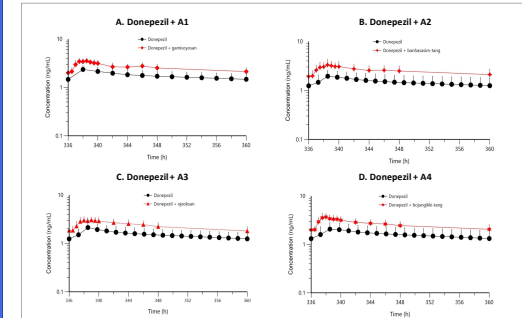 A. Donepezil + A1
Donepezil
Donepezil + gamisoyosan
Concentration (ng/mL)
10
1
0.1
336
340
344
348
352
356
360
Time (h)
B. Donepezil + A2
Donepezil
Donepezil + banhasasim-tang
Concentration (ng/mL)
10
1
0.1
336
340
344
348
352
356
360
Time (h)
C. Donepezil + A3
Donepezil
Donepezil + ojeoksan
Concentration (ng/mL)
10
1
0.1
336
340
344
348
352
356
360
Time (h)
D. Donepezil + A4
Donepezil
Donepezil + bojungikki-tang
Concentration (ng/mL)
10
1
0.1
336
340
344
348
352
356
360
Time (h)